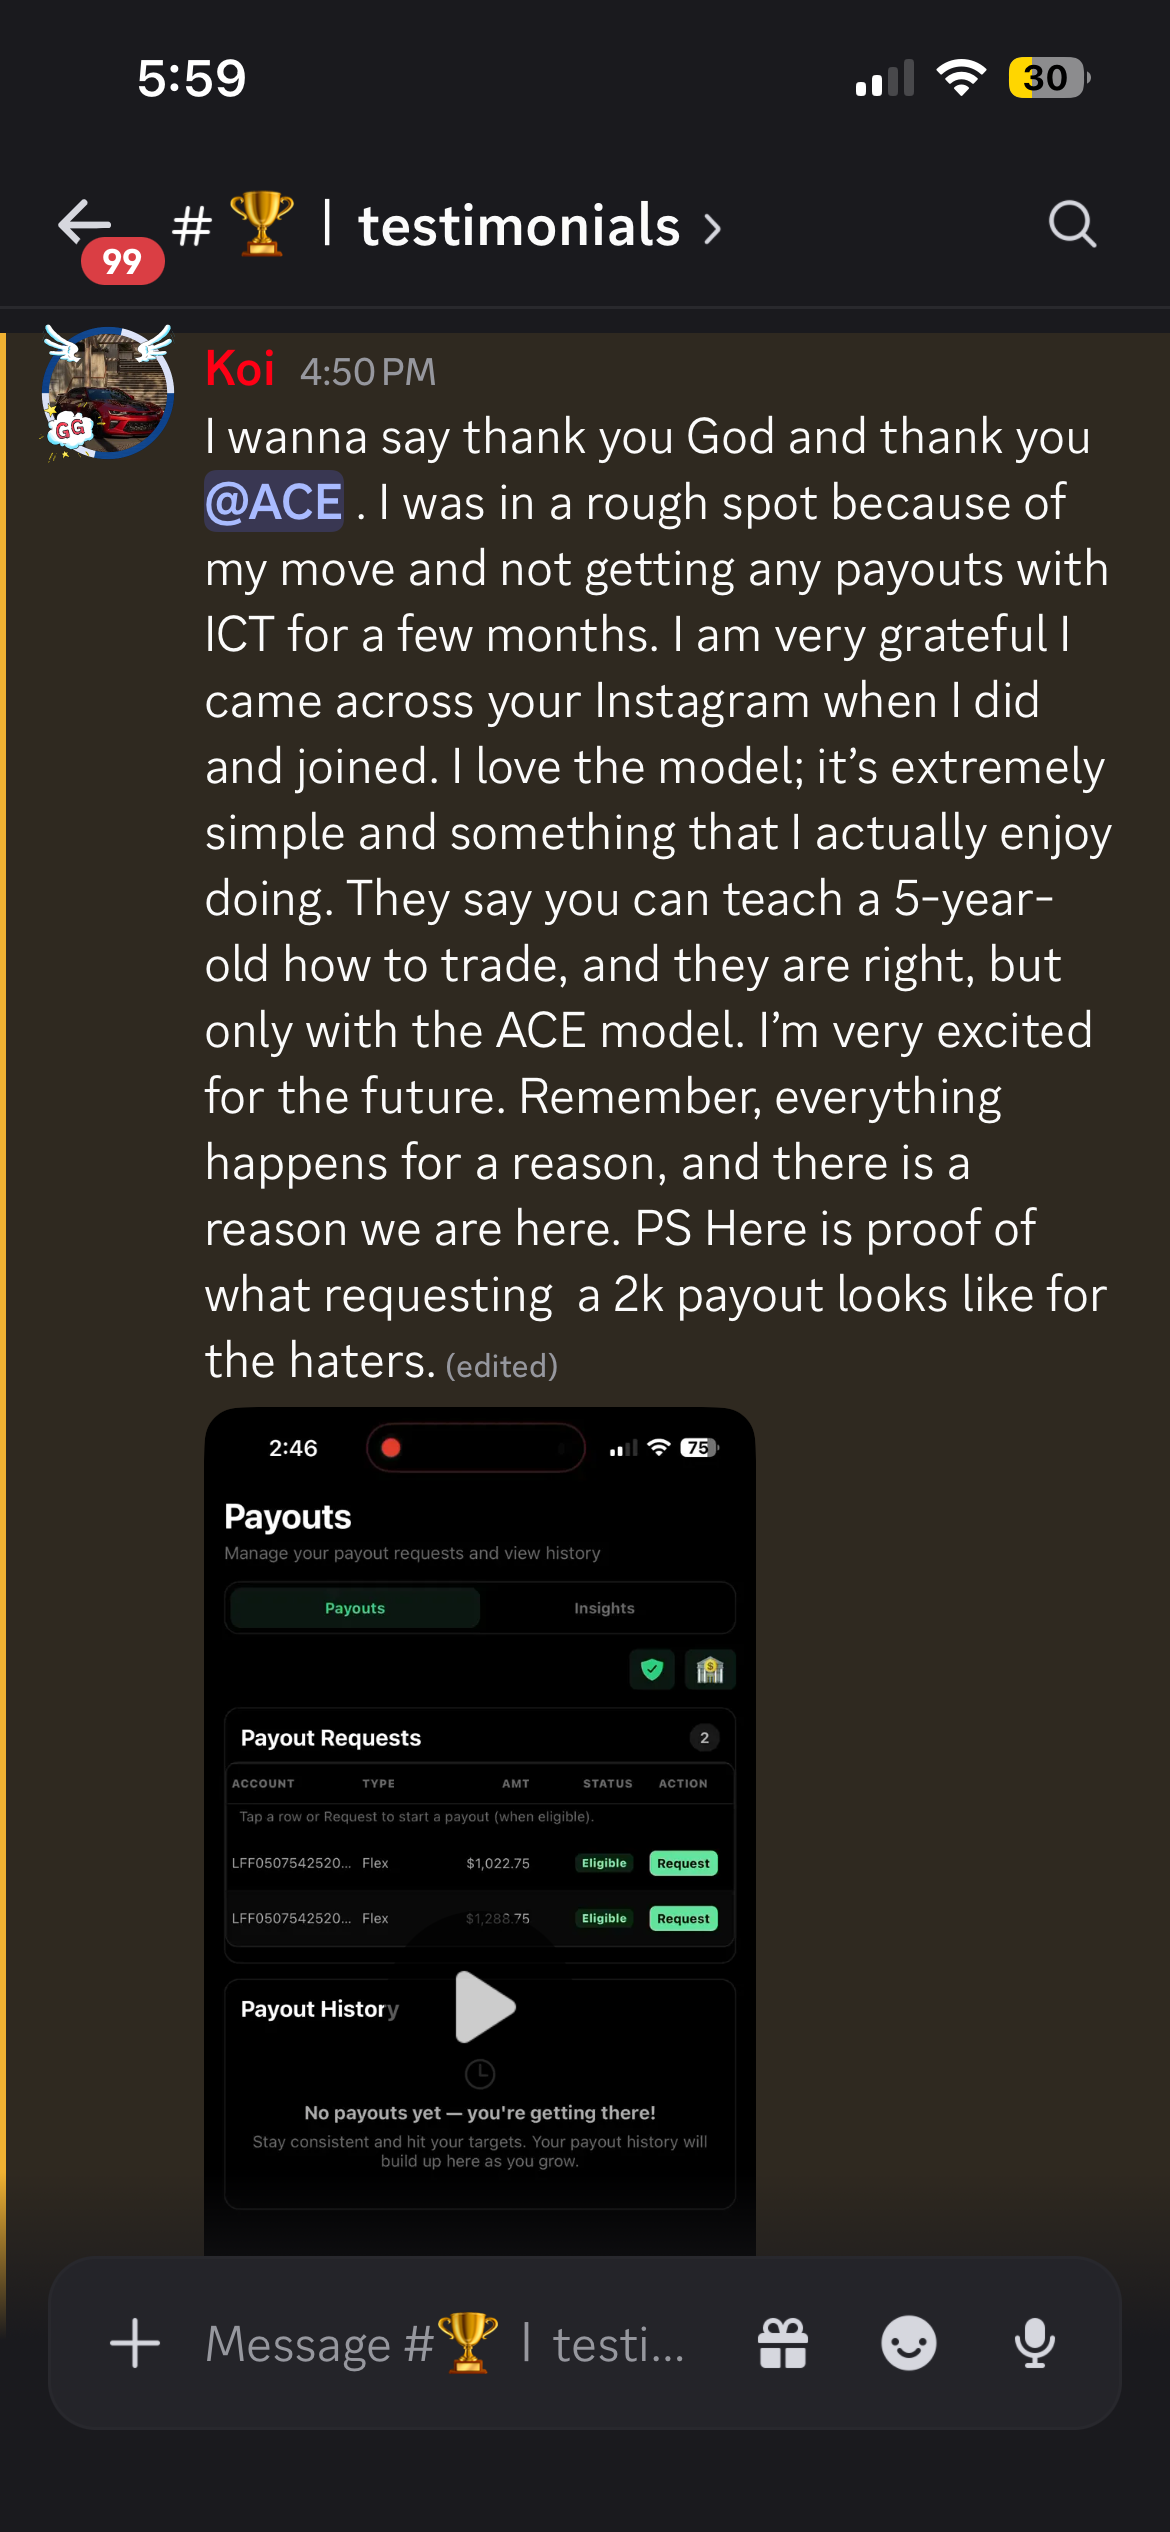 5:59
30
99
# 🏆 | testimonials >
GG
Koi 4:50 PM
I wanna say thank you God and thank you
@ACE . I was in a rough spot because of
my move and not getting any payouts with
ICT for a few months. I am very grateful I
came across your Instagram when I did
and joined. I love the model; it’s extremely
simple and something that I actually enjoy
doing. They say you can teach a 5-year-
old how to trade, and they are right, but
only with the ACE model. I’m very excited
for the future. Remember, everything
happens for a reason, and there is a
reason we are here. PS Here is proof of
what requesting  a 2k payout looks like for
the haters. (edited)
2:46
75
Payouts
Manage your payout requests and view history
Payouts Insights
Payout Requests 2
ACCOUNT TYPE AMT STATUS ACTION
Tap a row or Request to start a payout (when eligible).
LFF0507542520... Flex $1,022.75 Eligible Request
LFF0507542520... Flex $1,288.75 Eligible Request
Payout History
No payouts yet — you're getting there!
Stay consistent and hit your targets. Your payout history will
build up here as you grow.
Message #🏆 | testi...